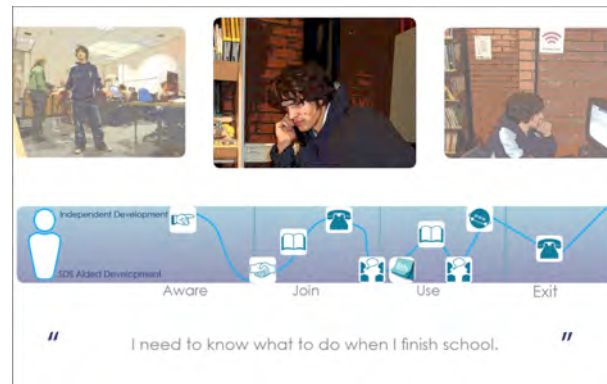 Independent Development
SDS Aided Development
Aware
Join
Use
Exit
“ I need to know what to do when I finish school. ”